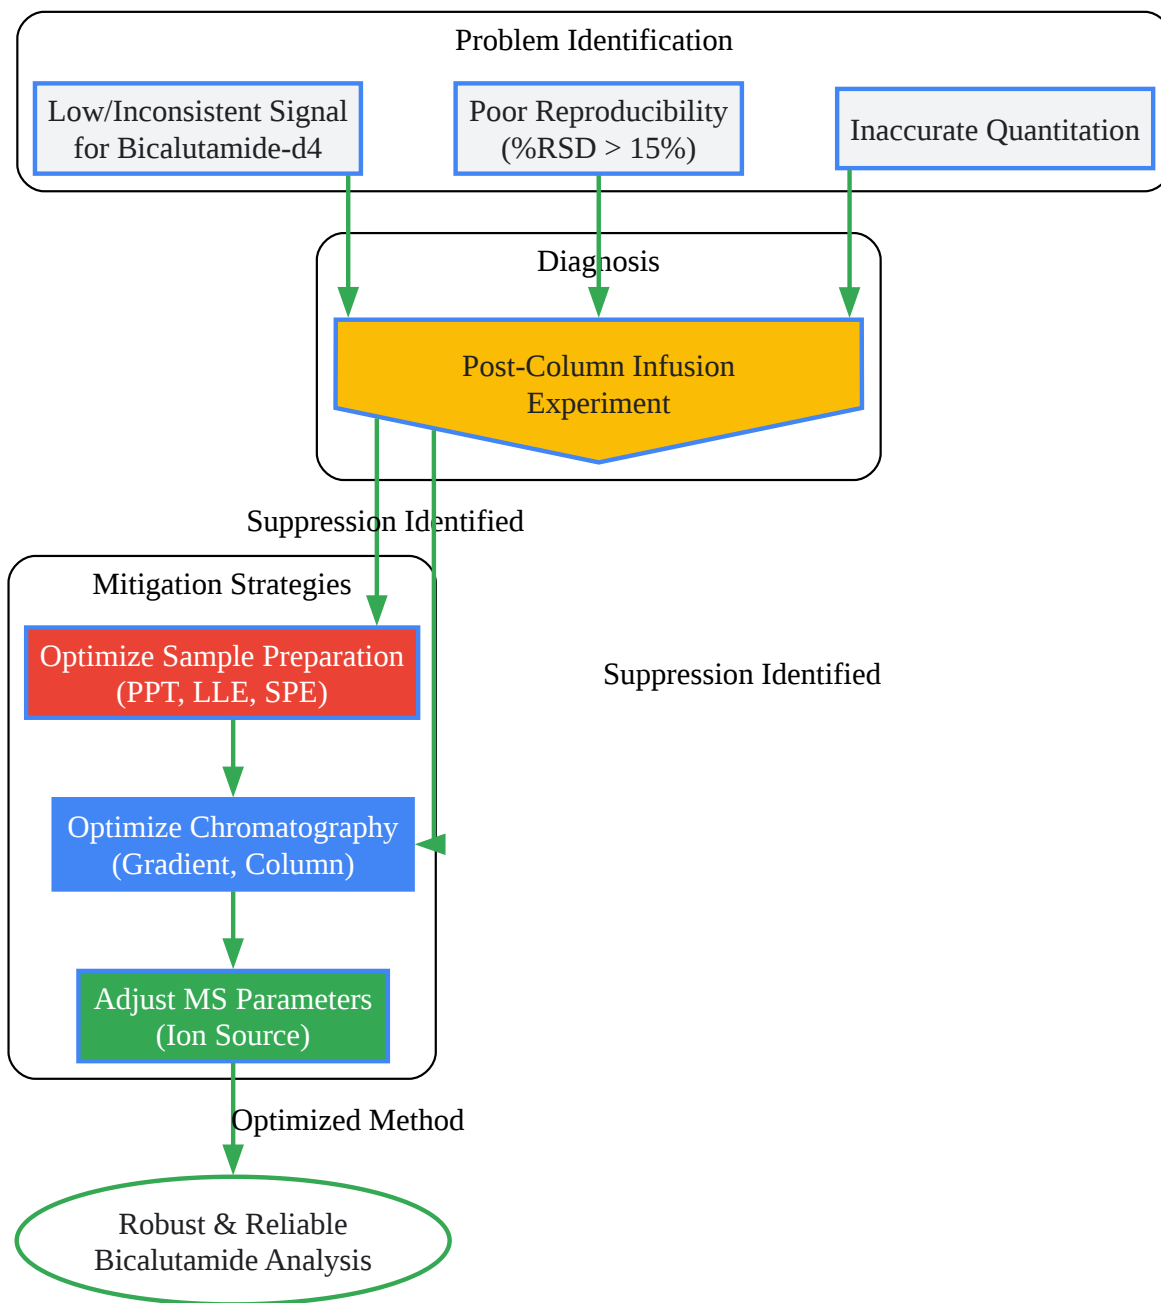 Problem Identification
Low/Inconsistent Signal
for Bicalutamide-d4
Poor Reproducibility
(%RSD > 15%)
Inaccurate Quantitation
Diagnosis
Post-Column Infusion
Experiment
Suppression Identified
Mitigation Strategies
Optimize Sample Preparation
(PPT, LLE, SPE)
Suppression Identified
Optimize Chromatography
(Gradient, Column)
Adjust MS Parameters
(Ion Source)
Optimized Method
Robust & Reliable
Bicalutamide Analysis